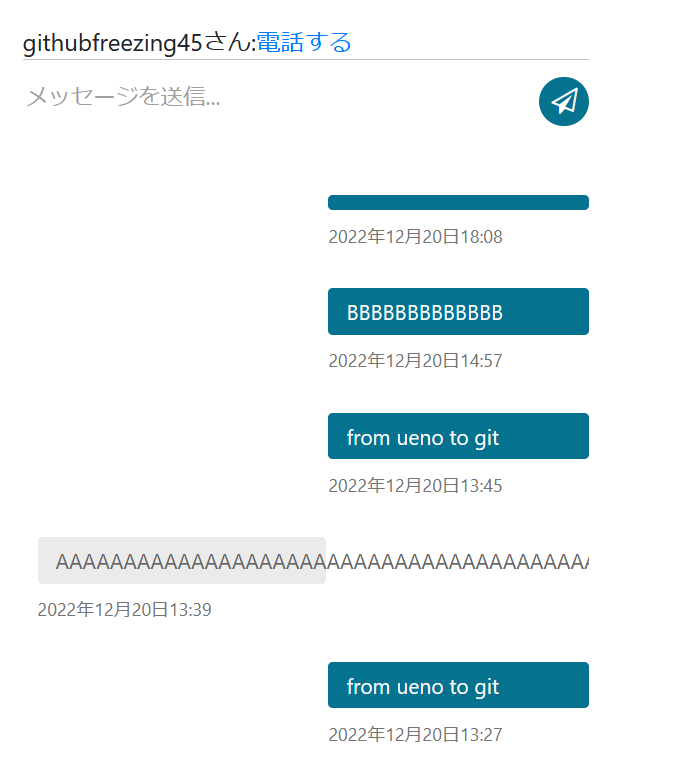 githubfreezing45さん:電話する
メッセージを送信...
2022年12月20日18:08
BBBBBBBBBBBBB
2022年12月20日14:57
from ueno to git
2022年12月20日13:45
AAAAAAAAAAAAAAAAAAAAAAAAAAAAAAAAAAAAAAAA
2022年12月20日13:39
from ueno to git
2022年12月20日13:27